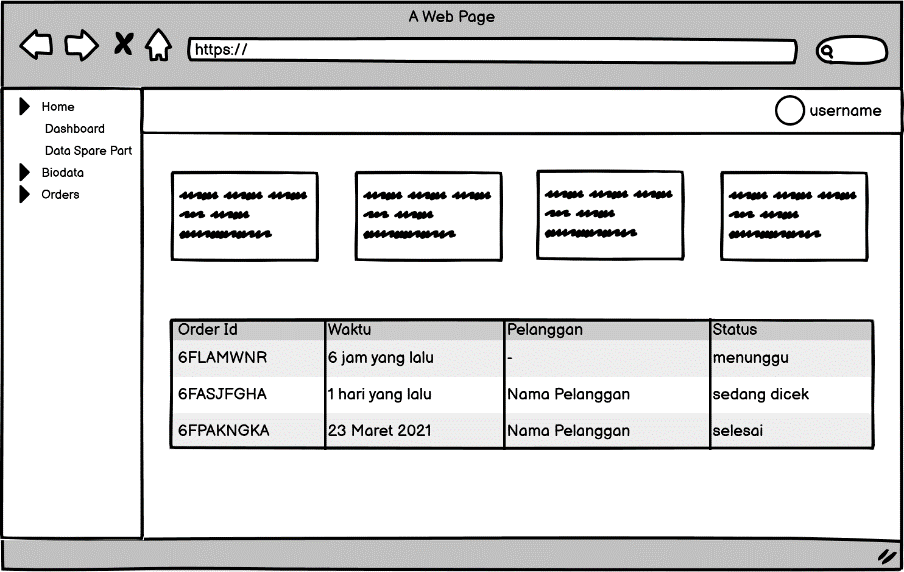 A Web Page
https://
Home
Dashboard
Data Spare Part
Biodata
Orders
username
Order Id Waktu Pelanggan Status
6FLAMWNR 6 jam yang lalu - menunggu
6FASJFGHA 1 hari yang lalu Nama Pelanggan sedang dicek
6FPAKNGKA 23 Maret 2021 Nama Pelanggan selesai